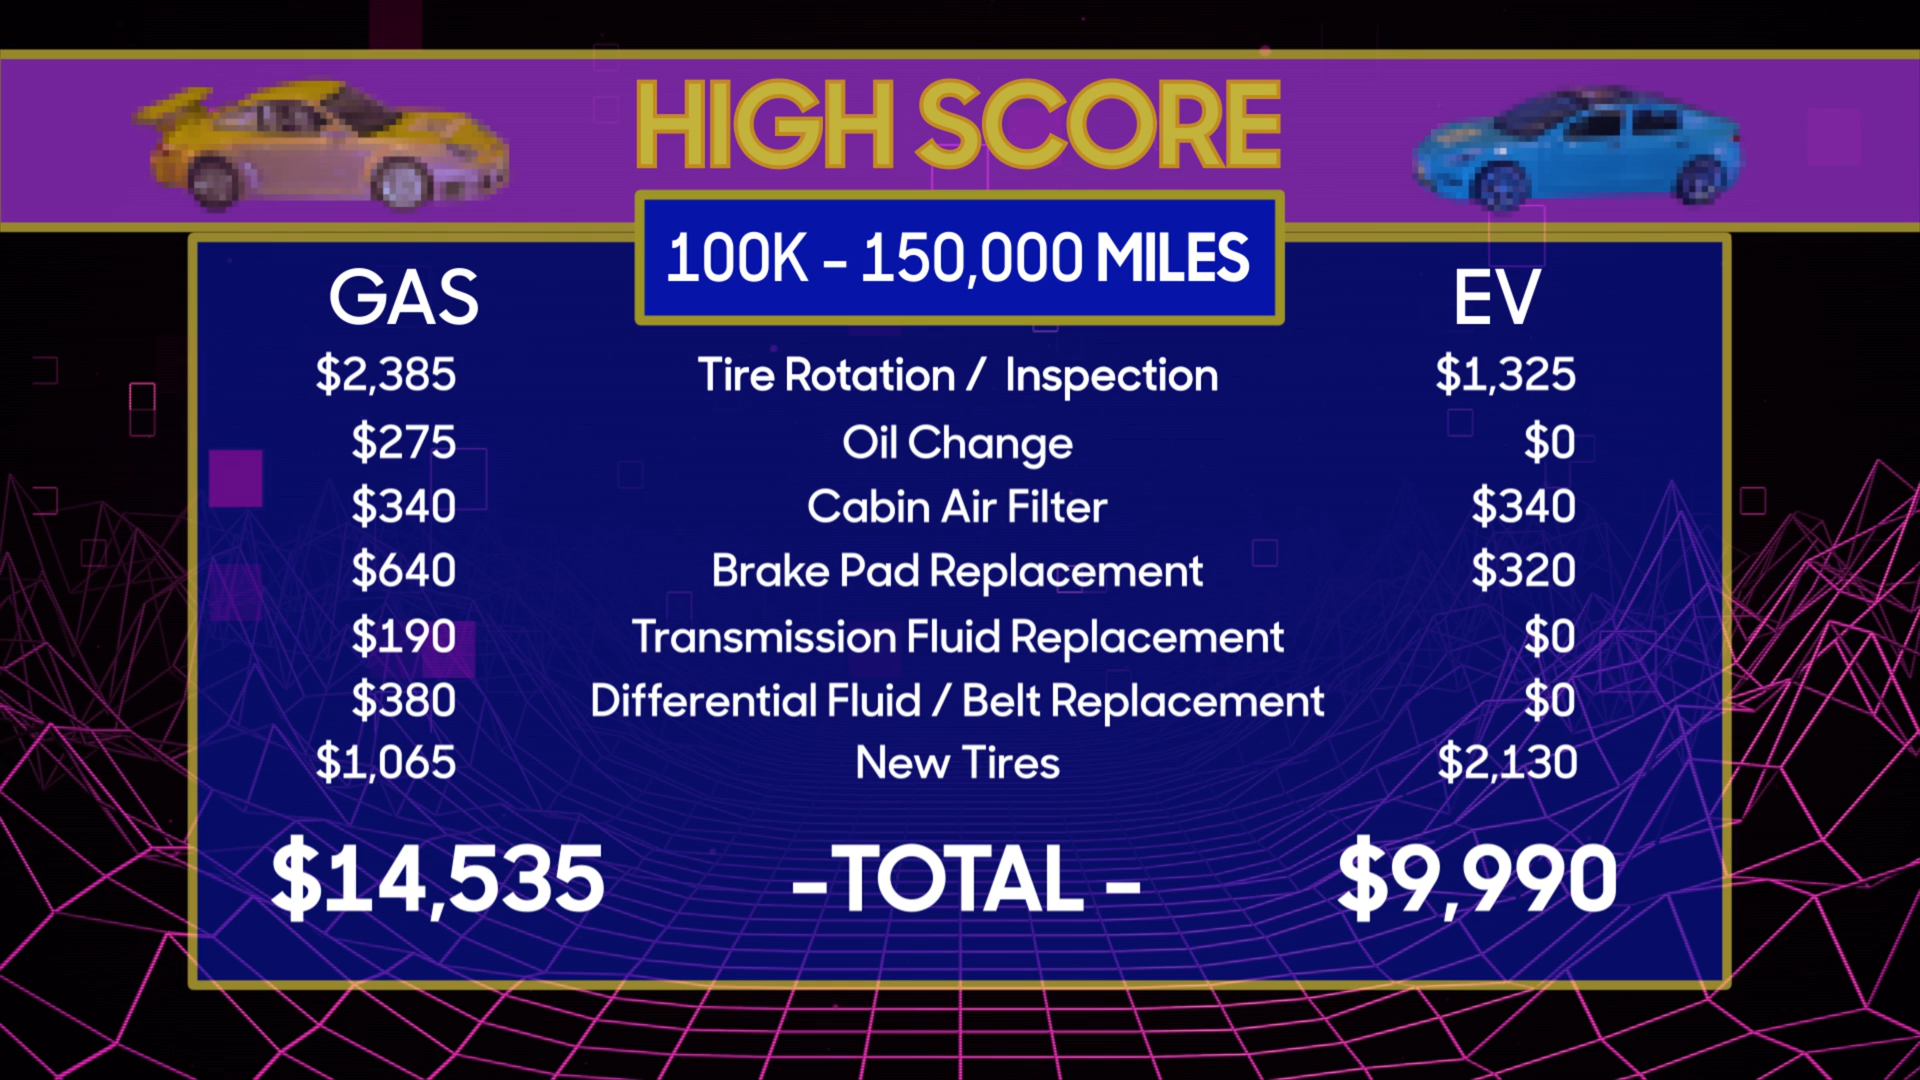 HIGH SCORE
100K - 150,000 MILES
GAS EV
$2,385 Tire Rotation / Inspection $1,325
$275 Oil Change $0
$340 Cabin Air Filter $340
$640 Brake Pad Replacement $320
$190 Transmission Fluid Replacement $0
$380 Differential Fluid / Belt Replacement $0
$1,065 New Tires $2,130
$14,535 -TOTAL - $9,990